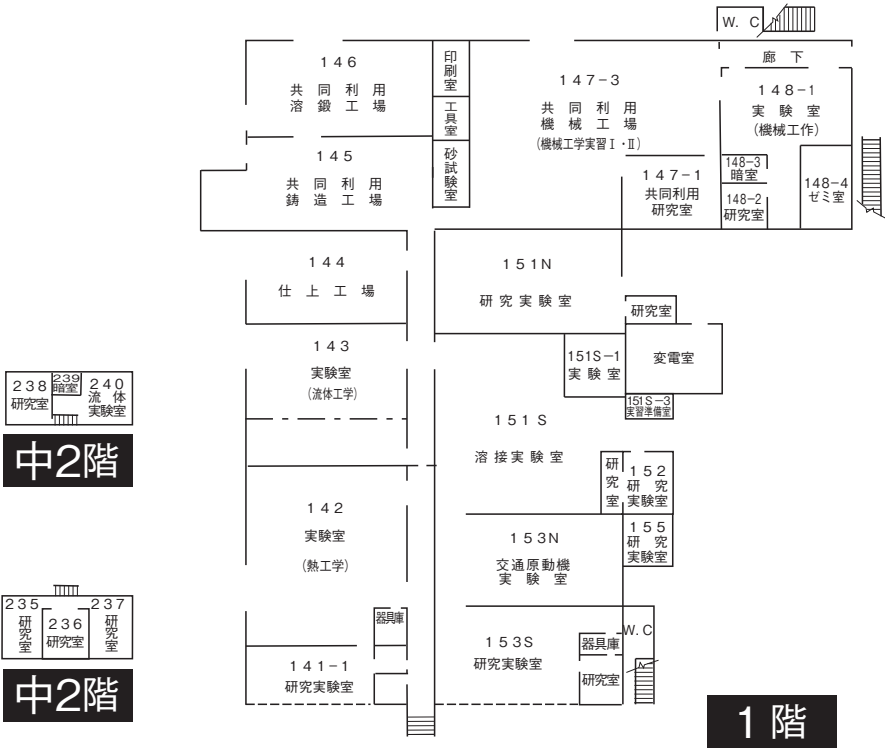 W. C
廊下
146
共同利用
溶鍛工場
印刷室
工具室
砂試験室
147-3
共同利用
機械工場
(機械工学実習Ⅰ・Ⅱ)
148-1
実験室
(機械工作)
145
共同利用
鋳造工場
147-1
共同利用
研究室
148-3
暗室
148-2
研究室
148-4
ゼミ室
144
仕上工場
151N
研究実験室
研究室
143
実験室
(流体工学)
151S-1
実験室
変電室
151S-3
実習準備室
238
研究室
239
暗室
240
流体
実験室
中2階
151S
溶接実験室
研究室
152
研究
実験室
142
実験室
(熱工学)
153N
交通原動機
実験室
155
研究
実験室
235
研究室
236
研究室
237
研究室
中2階
器具庫
141-1
研究実験室
153S
研究実験室
器具庫
研究室
W.C
1階